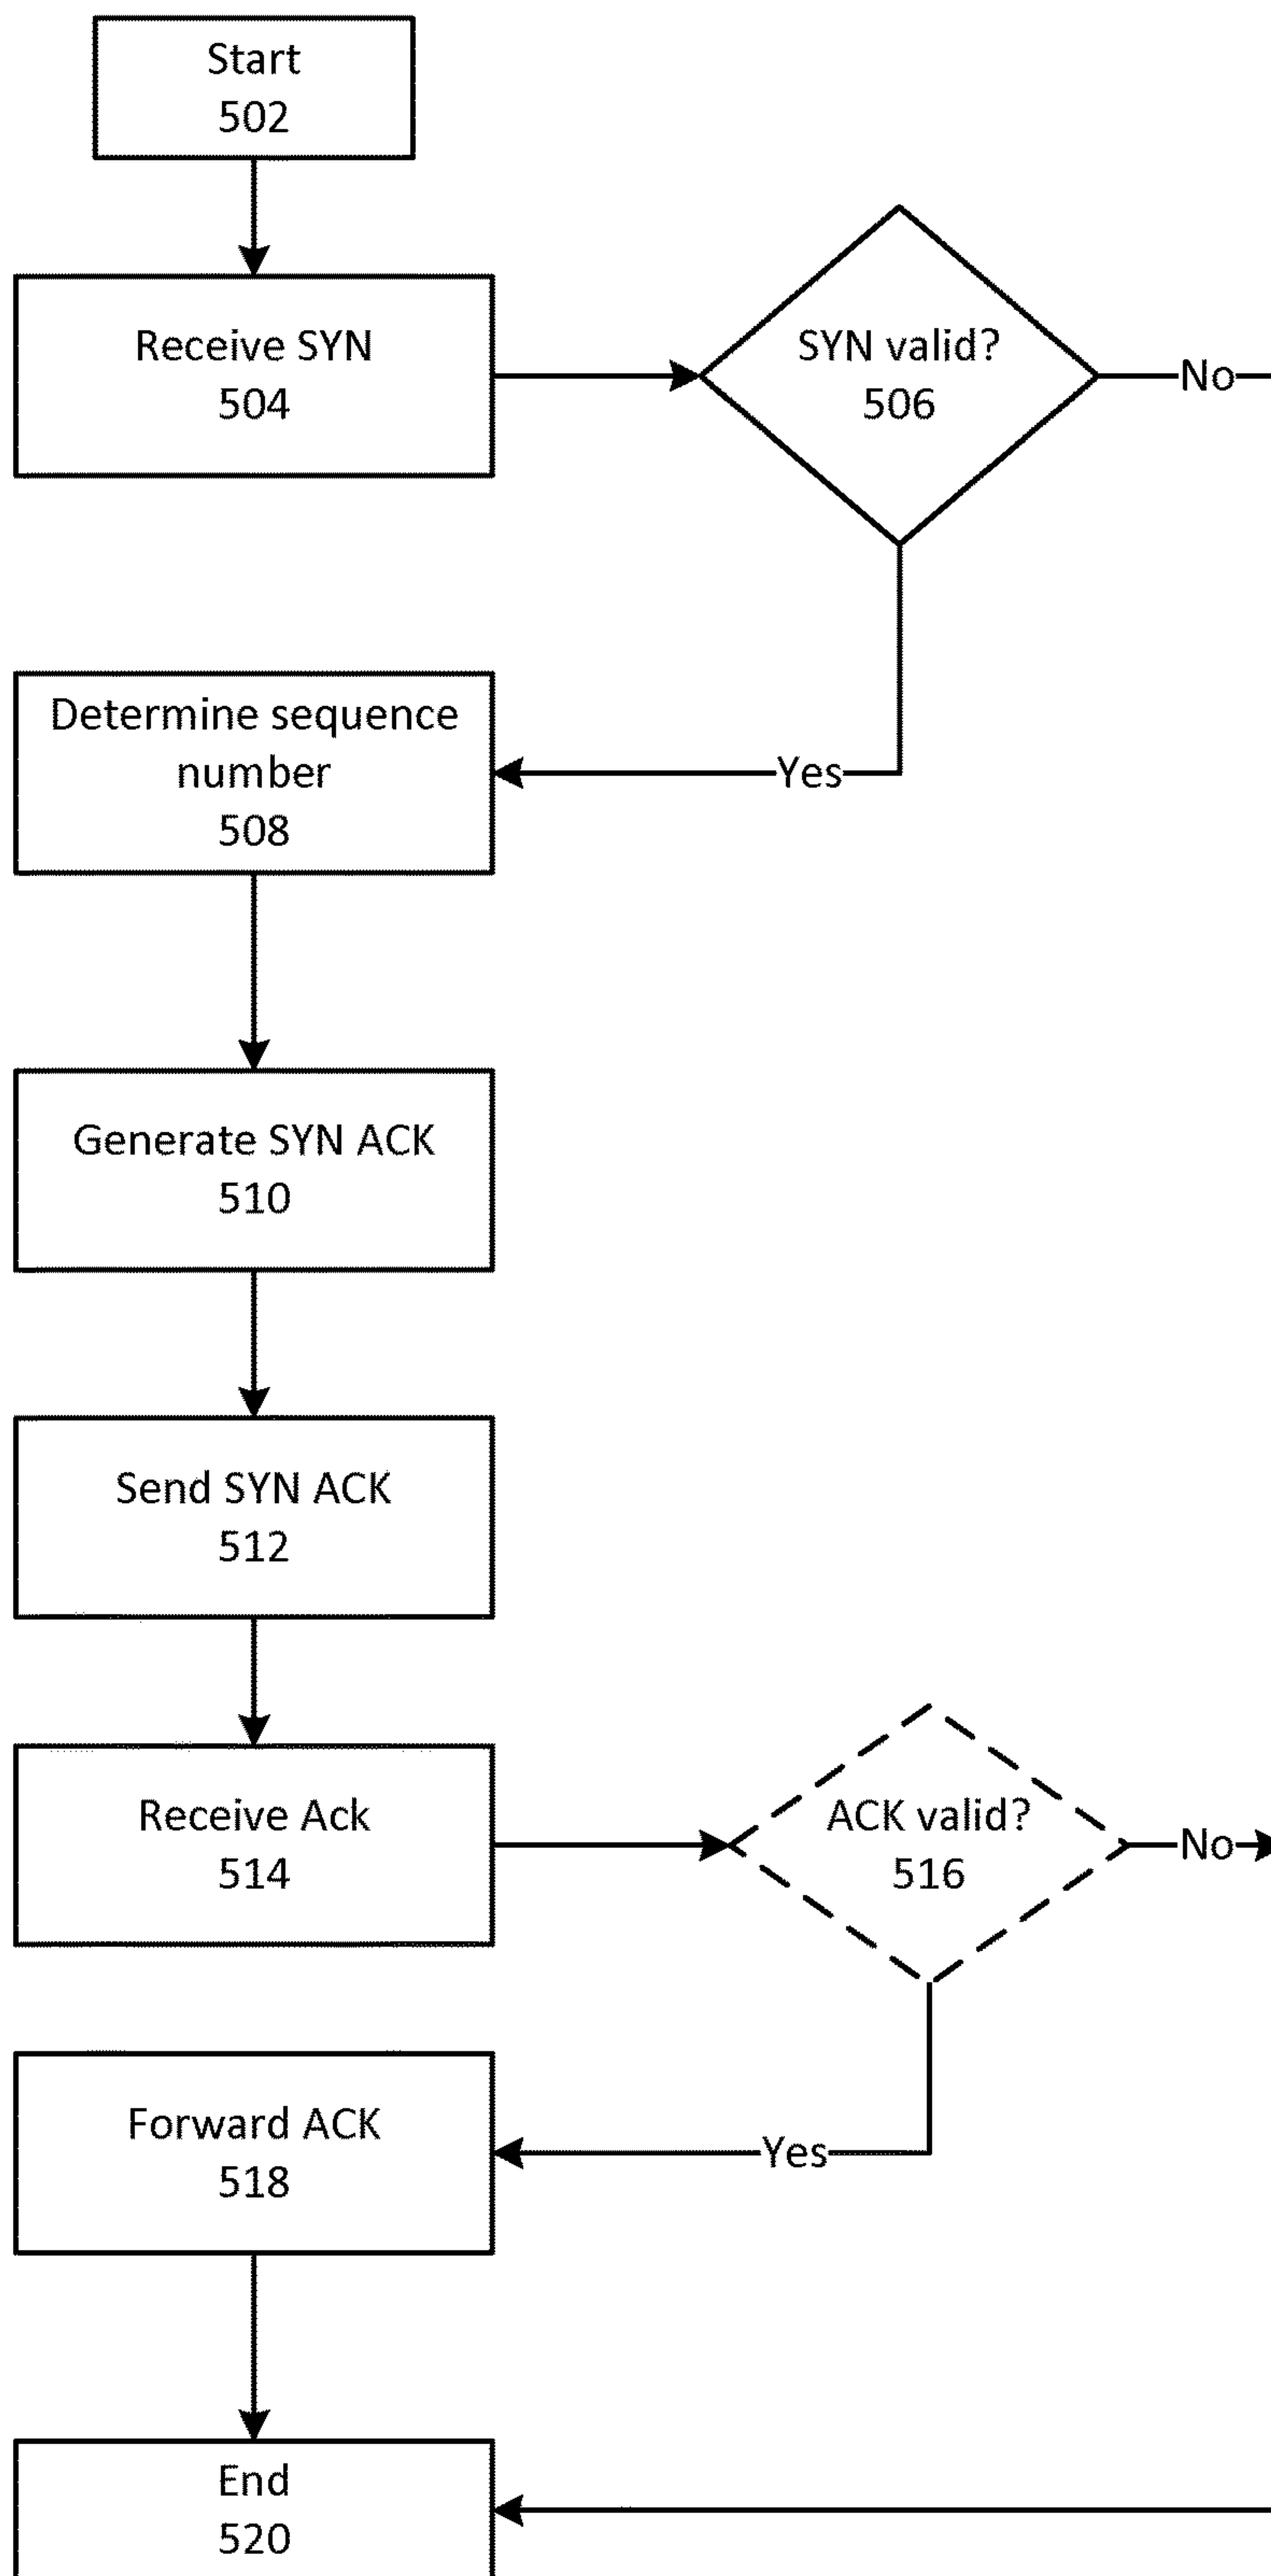 Start
502
Receive SYN
504
SYN valid?
506
No
Determine sequence
number
508
Yes
Generate SYN ACK
510
Send SYN ACK
512
Receive Ack
514
ACK valid?
516
No
Forward ACK
518
Yes
End
520